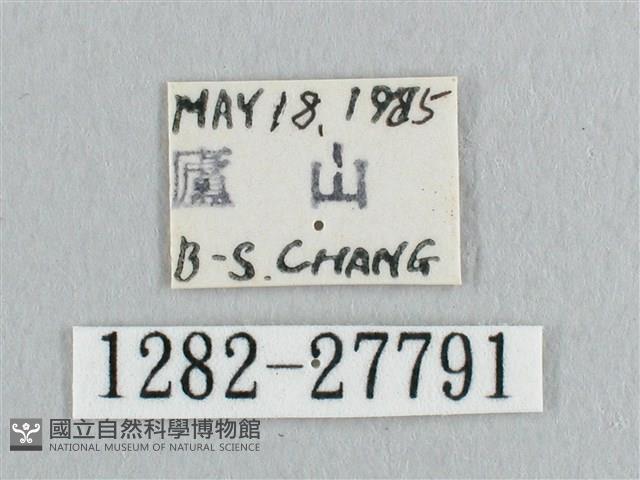 MAY 18, 1985
廬 山
B-S. CHANG
1282-27791
國立自然科學博物館
NATIONAL MUSEUM OF NATURAL SCIENCE